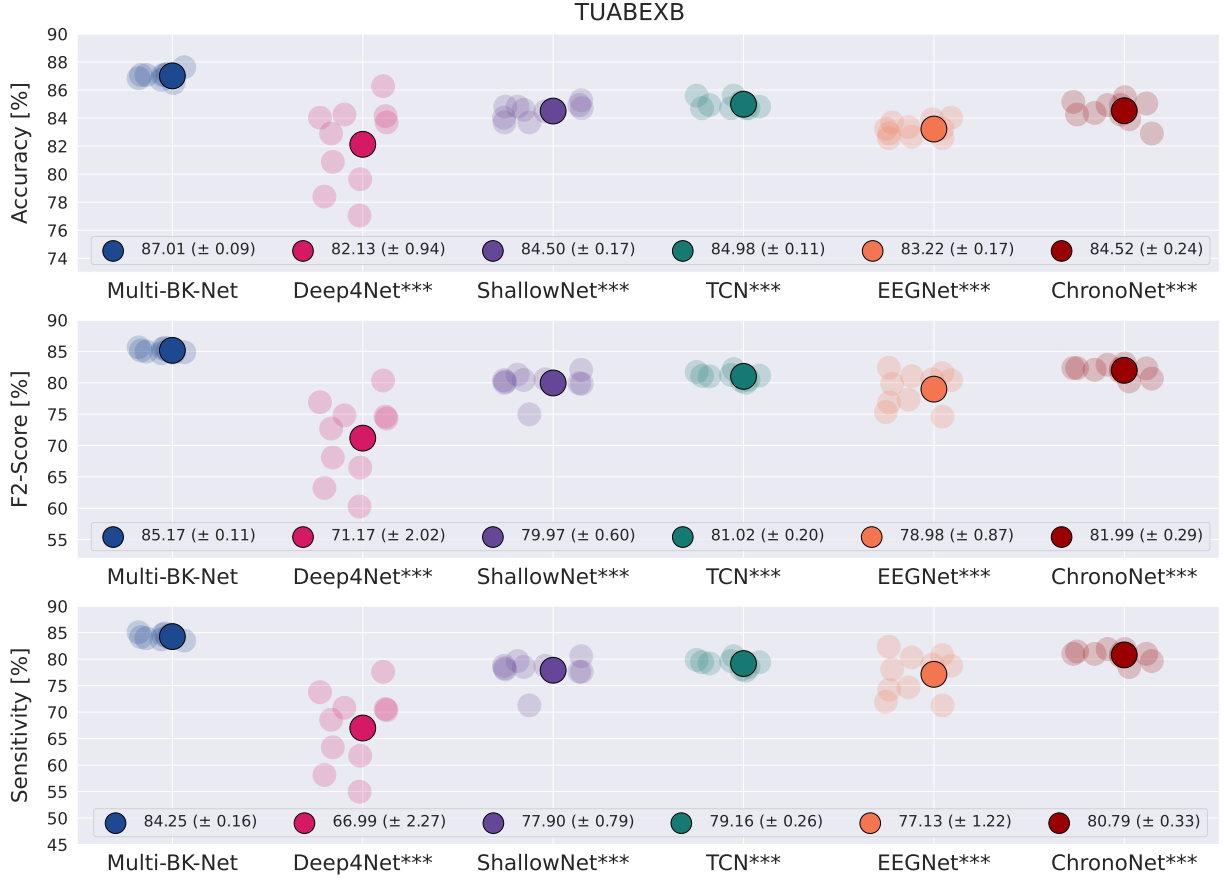 TUABEXB
Accuracy [%]
90
88
86
84
82
80
78
76
74
87.01 (± 0.09) 82.13 (± 0.94) 84.50 (± 0.17) 84.98 (± 0.11) 83.22 (± 0.17) 84.52 (± 0.24)
Multi-BK-Net Deep4Net*** ShallowNet*** TCN*** EEGNet*** ChronoNet***
F2-Score [%]
90
85
80
75
70
65
60
55
85.17 (± 0.11) 71.17 (± 2.02) 79.97 (± 0.60) 81.02 (± 0.20) 78.98 (± 0.87) 81.99 (± 0.29)
Multi-BK-Net Deep4Net*** ShallowNet*** TCN*** EEGNet*** ChronoNet***
Sensitivity [%]
90
85
80
75
70
65
60
55
50
45
84.25 (± 0.16) 66.99 (± 2.27) 77.90 (± 0.79) 79.16 (± 0.26) 77.13 (± 1.22) 80.79 (± 0.33)
Multi-BK-Net Deep4Net*** ShallowNet*** TCN*** EEGNet*** ChronoNet***